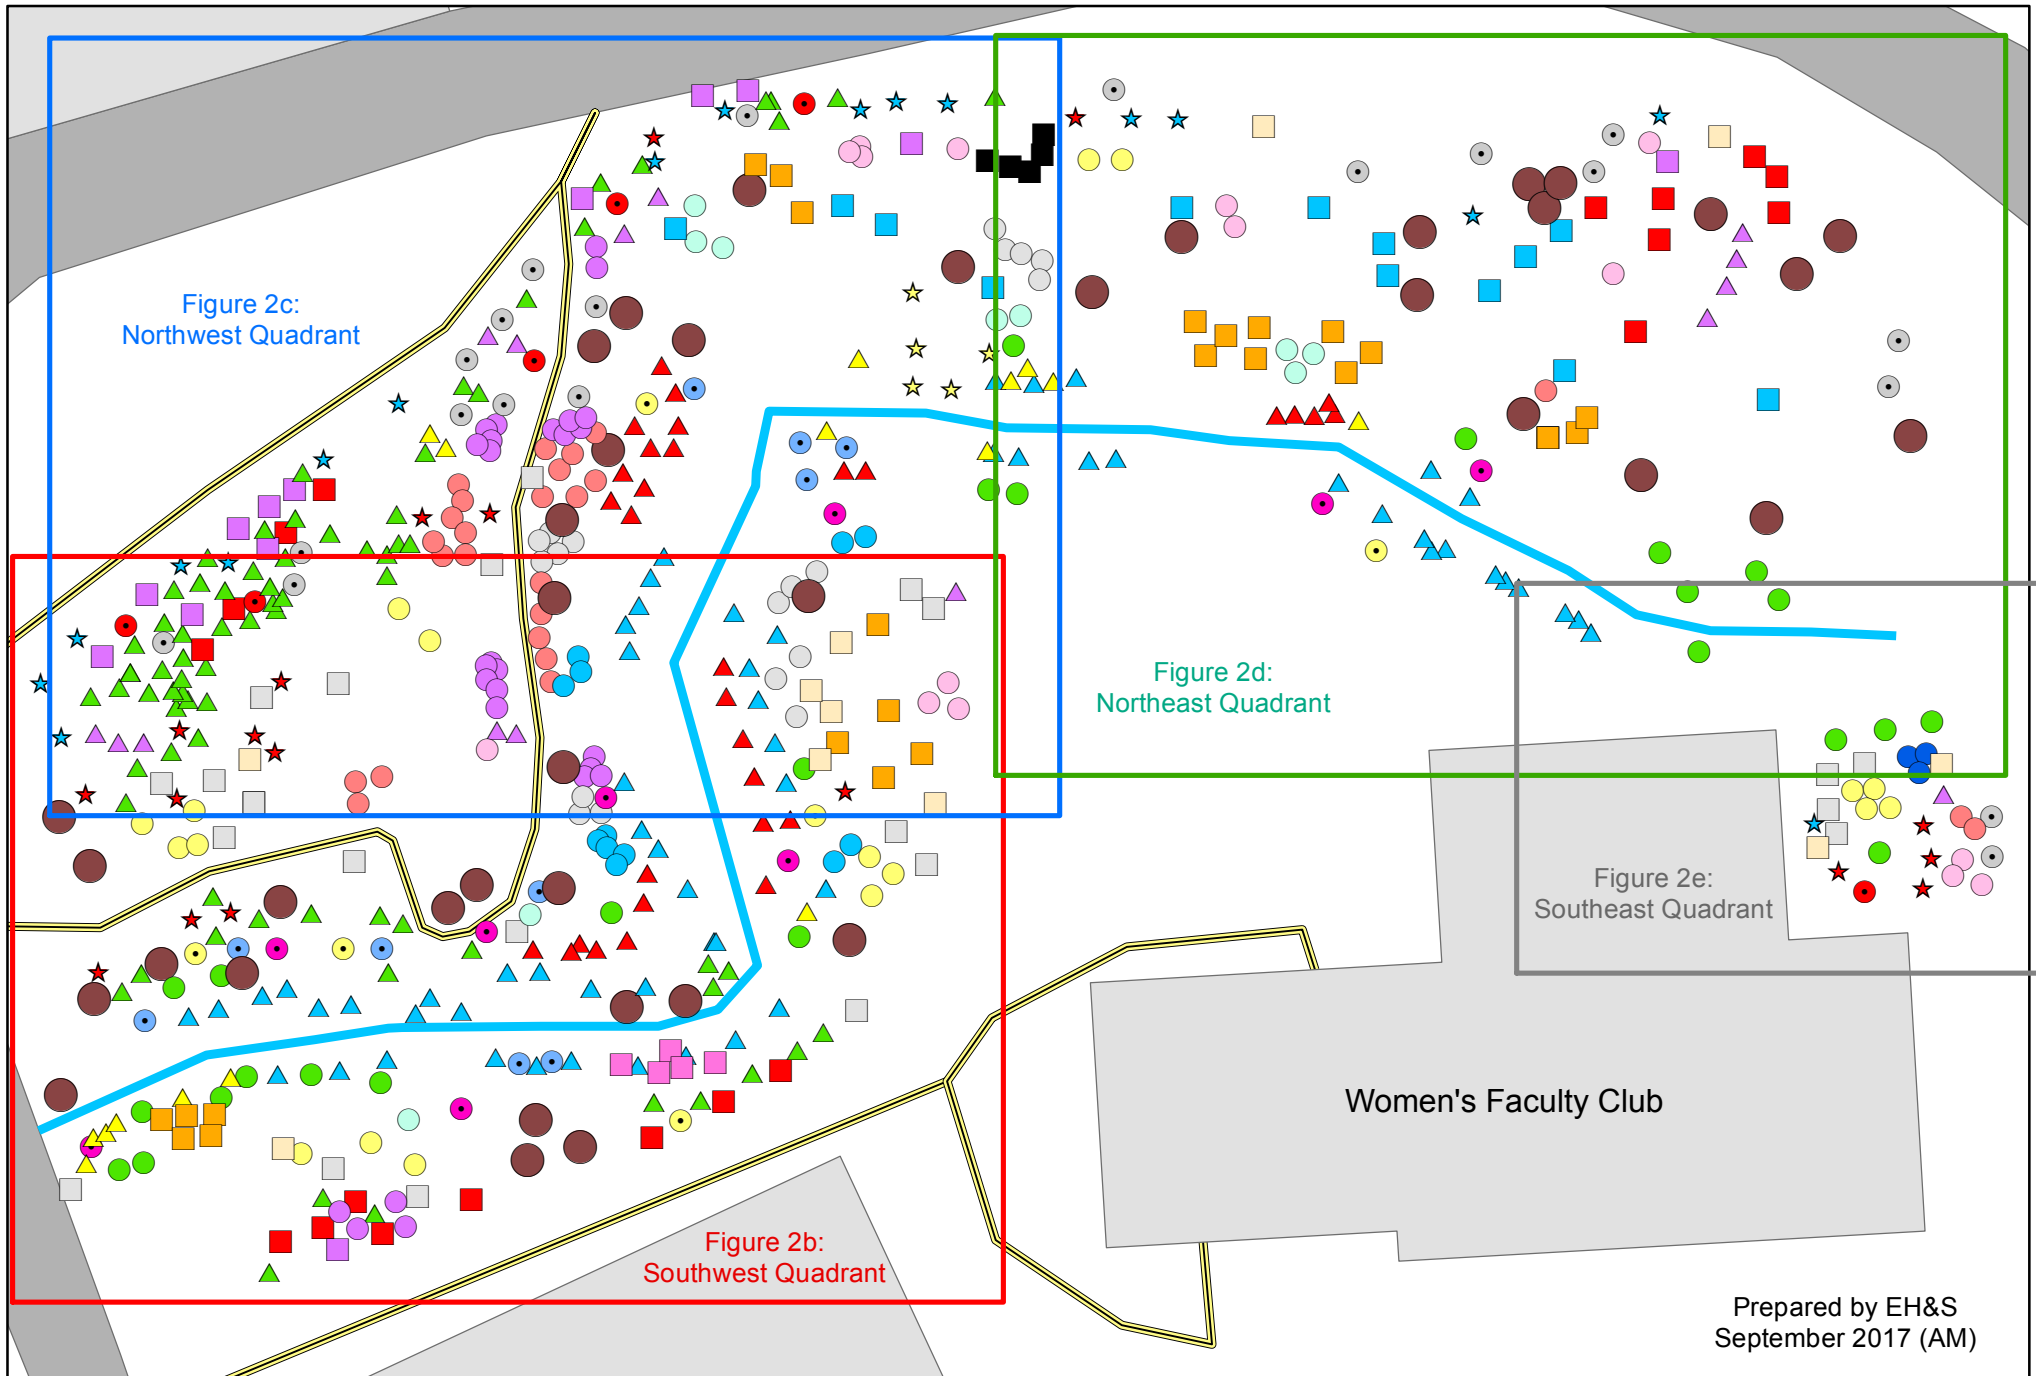 Figure 2c:
Northwest Quadrant
Figure 2d:
Northeast Quadrant
Figure 2e:
Southeast Quadrant
Women's Faculty Club
Figure 2b:
Southwest Quadrant
Prepared by EH&S
September 2017 (AM)